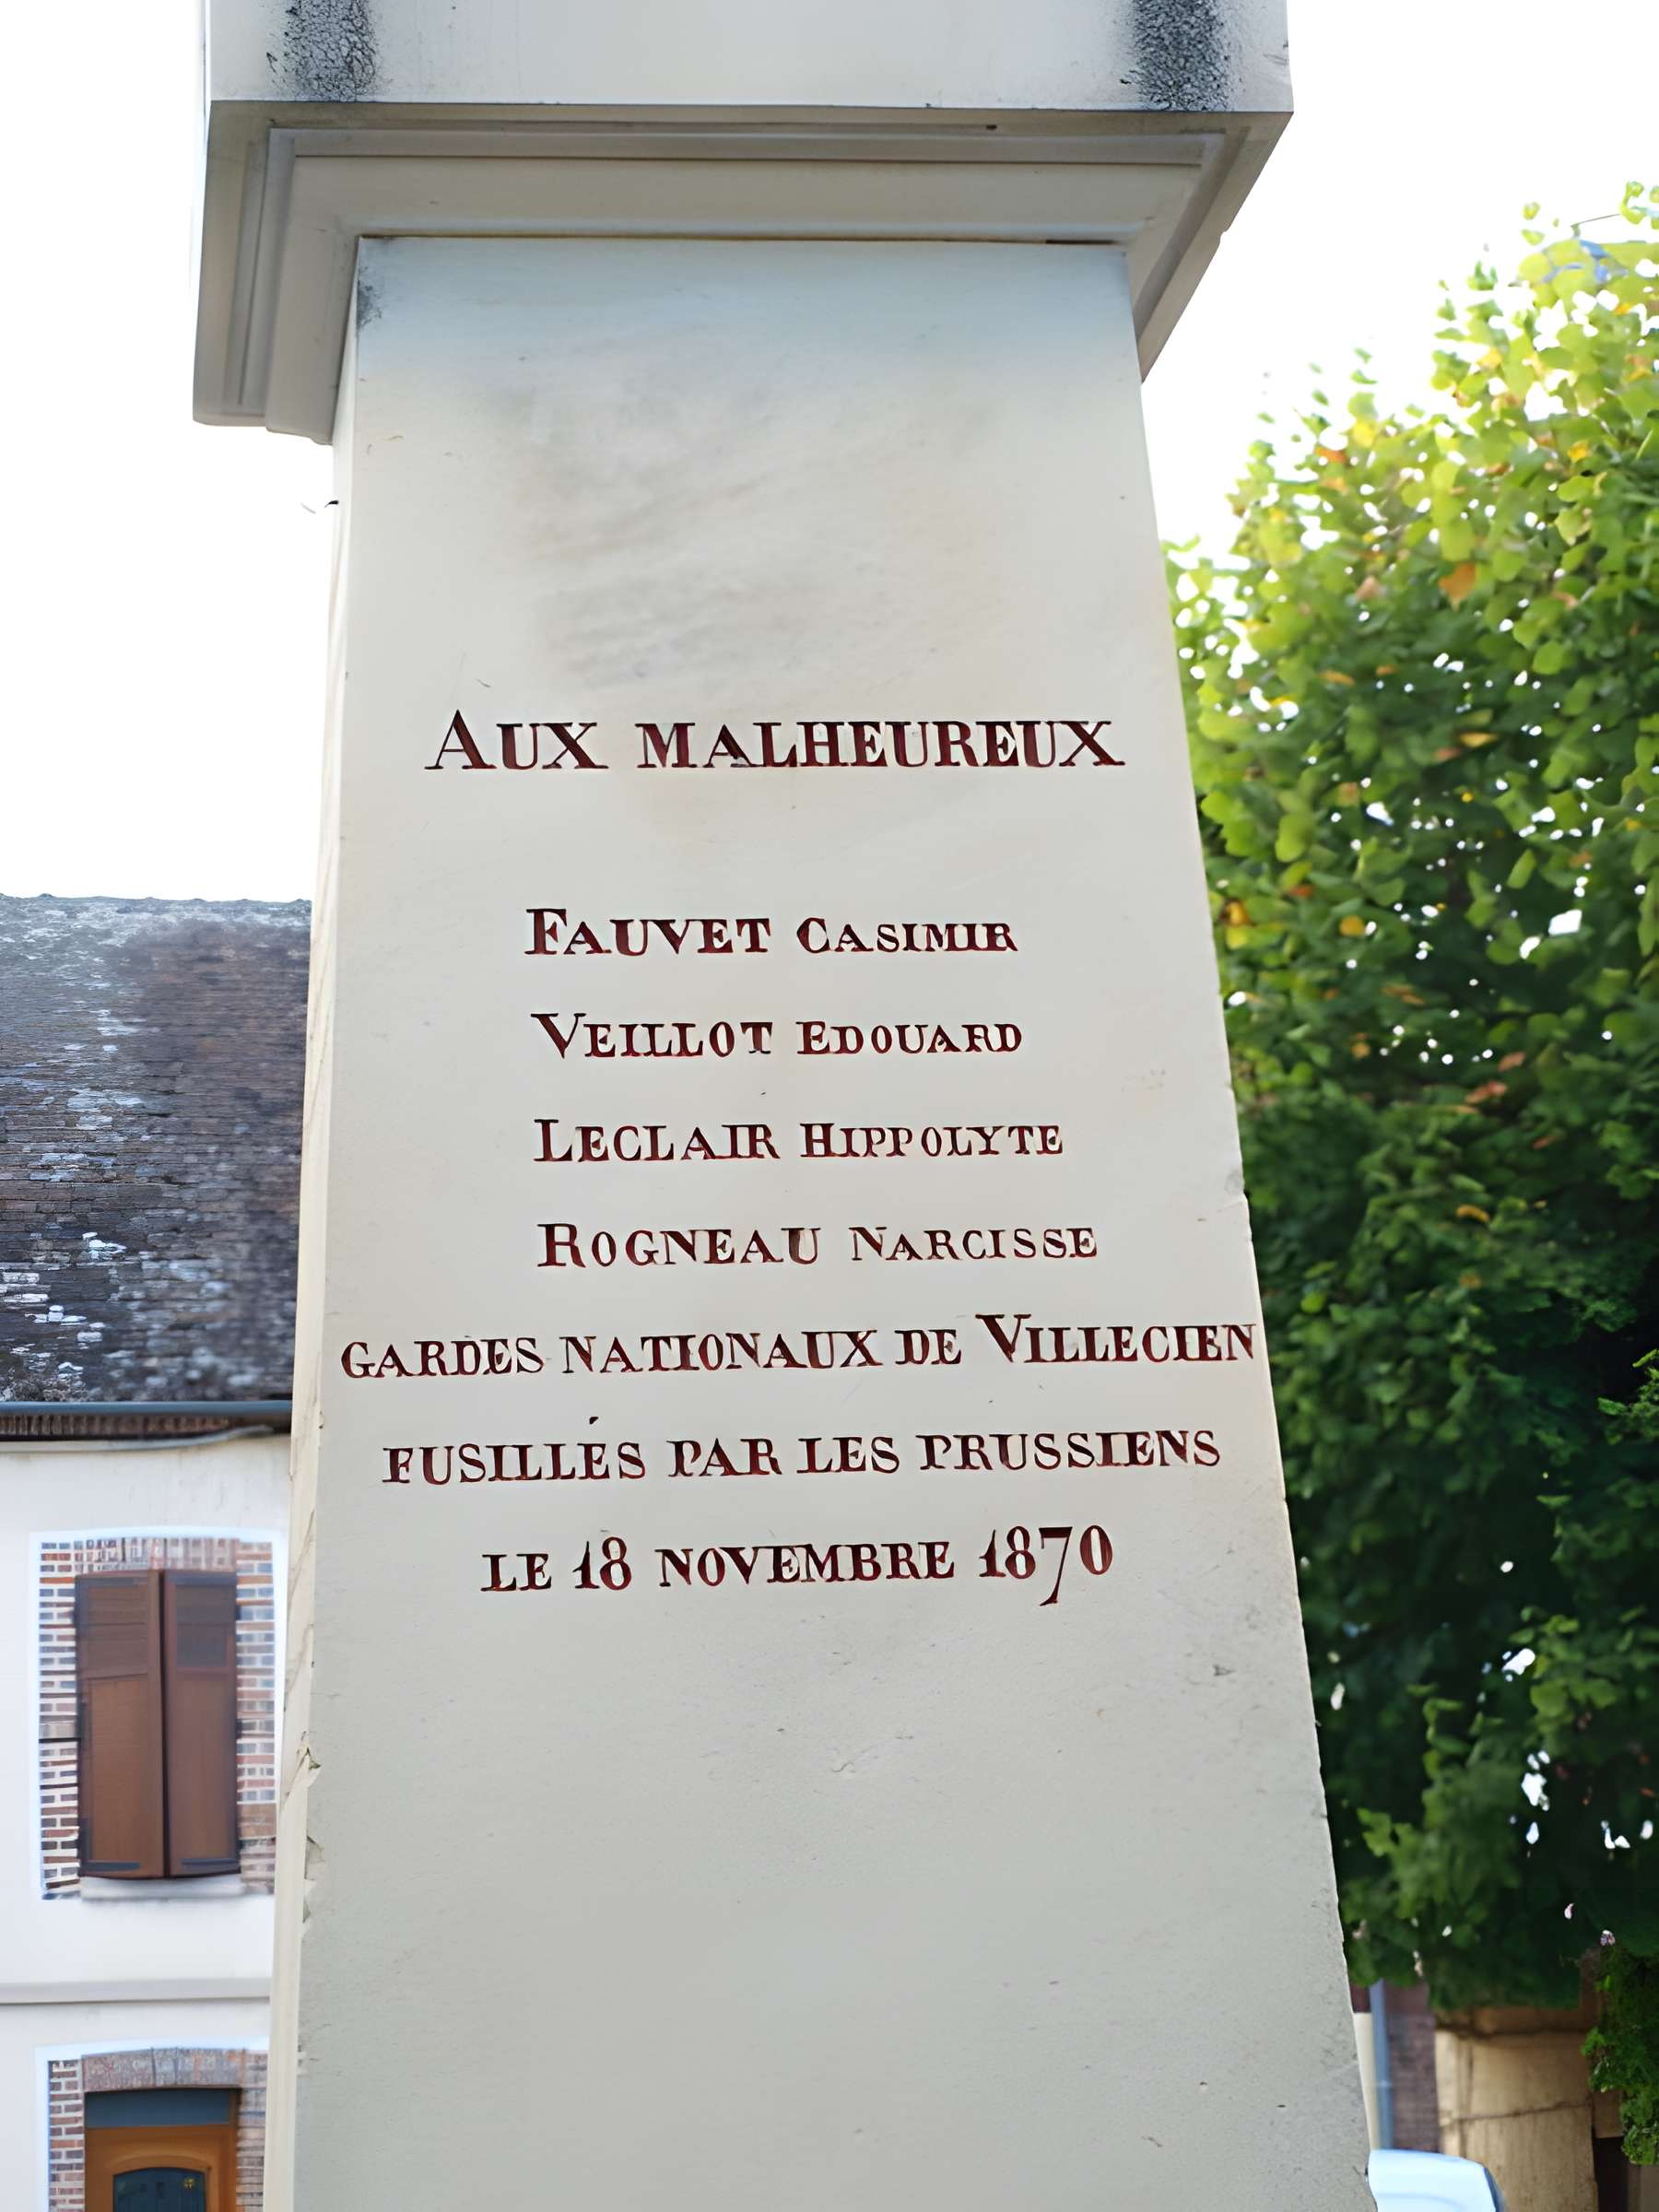 AUX MALHEUREUX
FAUVET CASIMIR
VEILLOT EDOUARD
LECLAIR HIPPOLYTE
ROGNEAU NARCISSE
GARDES NATIONAUX DE VILLECIEN
FUSILLÉS PAR LES PRUSSIENS
LE 18 NOVEMBRE 1870